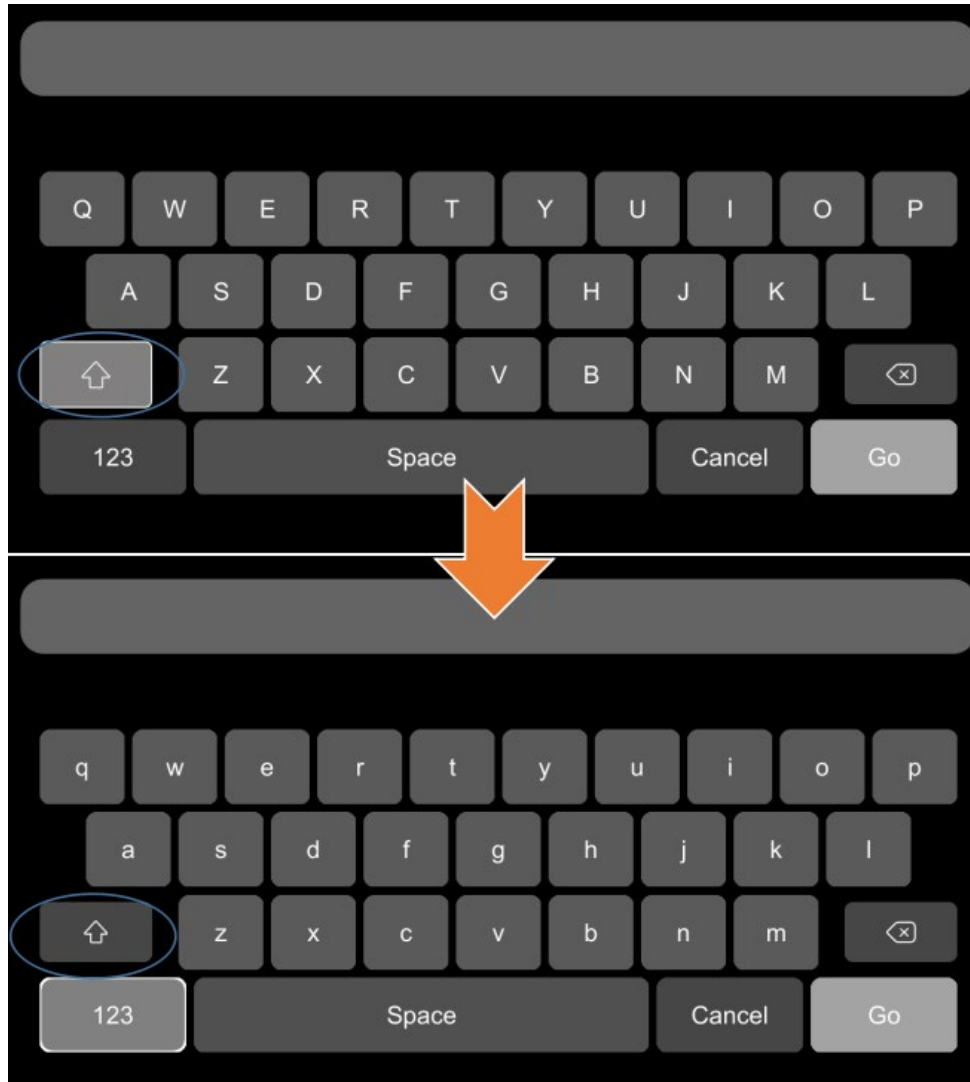 Q W E R T Y U I O P
A S D F G H J K L
Z X C V B N M
123 Space Cancel Go
q w e r t y u i o p
a s d f g h j k l
z x c v b n m
123 Space Cancel Go